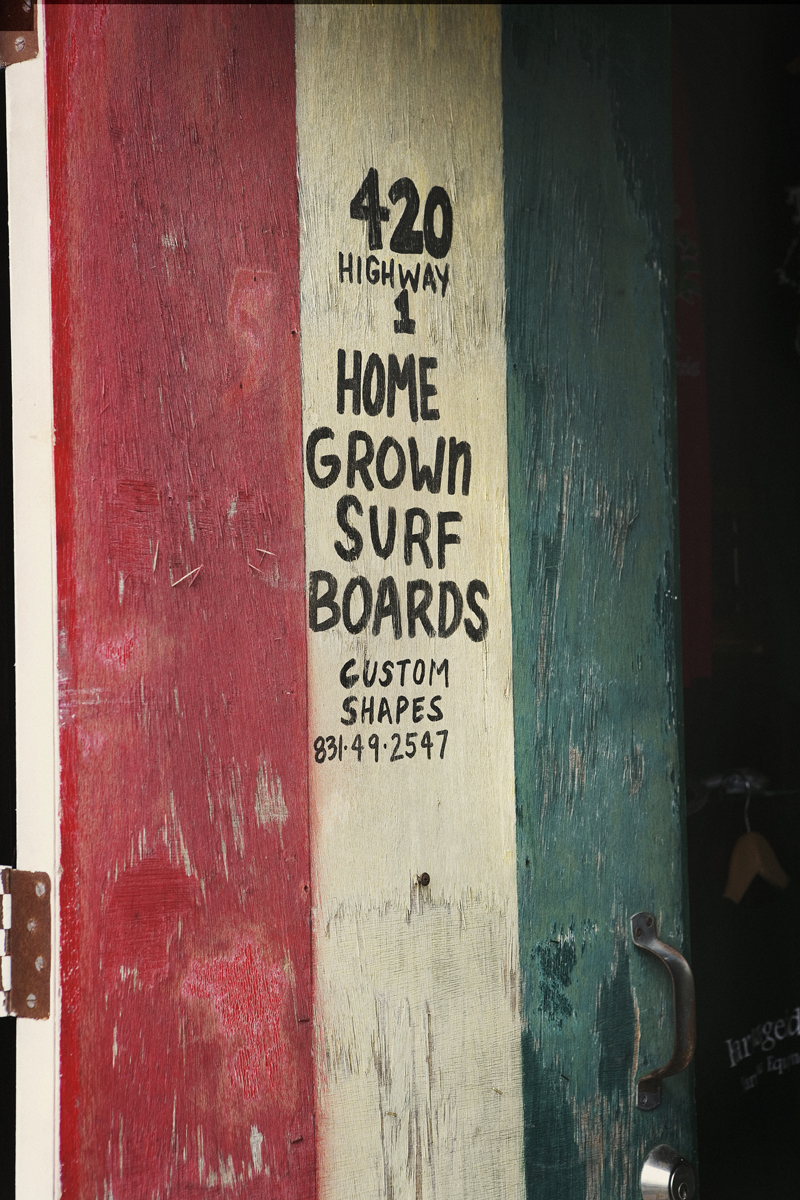 420
HIGHWAY
1
HOME
GROWN
SURF
BOARDS
CUSTOM
SHAPES
831·49·2547